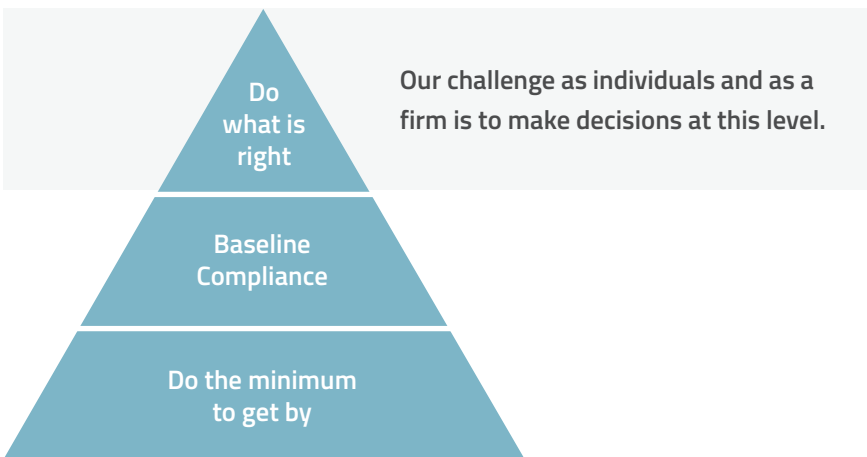 Do
what is
right
Our challenge as individuals and as a
firm is to make decisions at this level.
Baseline
Compliance
Do the minimum
to get by